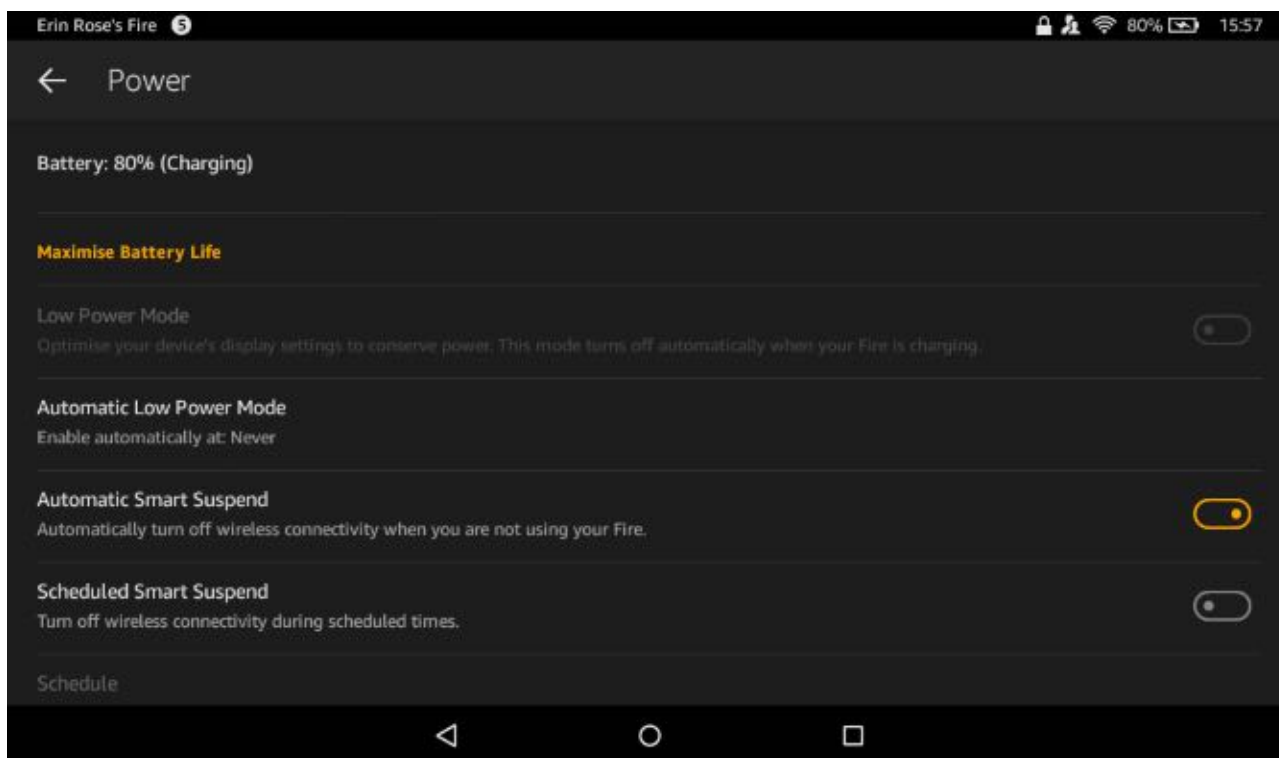 Erin Rose's Fire 5 80% 15:57
Power
Battery: 80% (Charging)
Maximise Battery Life
Low Power Mode
Optimise your device's display settings to conserve power. This mode turns off automatically when your Fire is charging.
Automatic Low Power Mode
Enable automatically at: Never
Automatic Smart Suspend
Automatically turn off wireless connectivity when you are not using your Fire.
Scheduled Smart Suspend
Turn off wireless connectivity during scheduled times.
Schedule